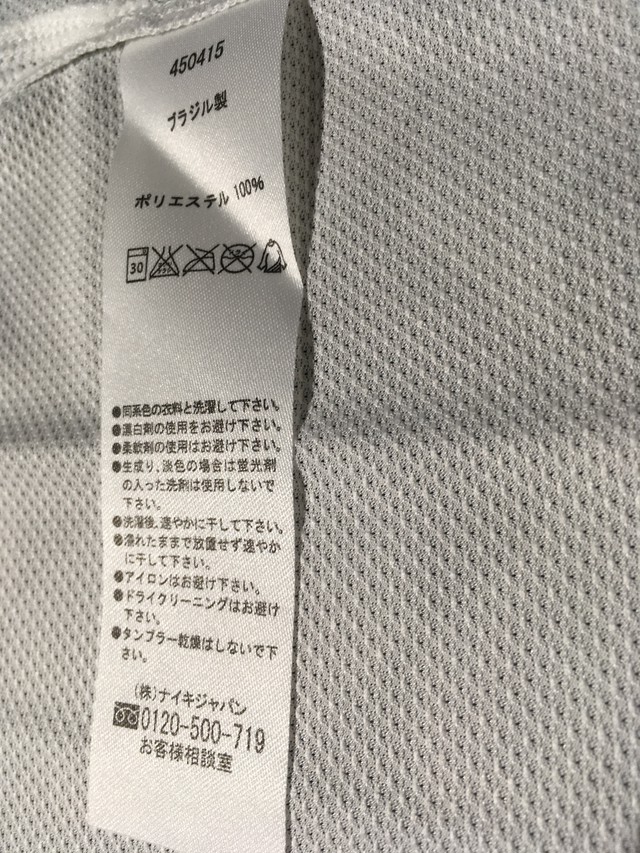 450415
ブラジル製
ポリエステル 100%
30
●同系色の衣料と洗濯して下さい。
●漂白剤の使用をお避け下さい。
●柔軟剤の使用はお避け下さい。
●生成り、淡色の場合は蛍光剤
の入った洗剤は使用しないで
下さい。
●洗濯後、速やかに干して下さい。
●濡れたままで放置せず速やか
に干して下さい。
●アイロンはお避け下さい。
●ドライクリーニングはお避け
下さい。
●タンブラー乾燥はしないで下
さい。
(株)ナイキジャパン
0120-500-719
お客様相談室